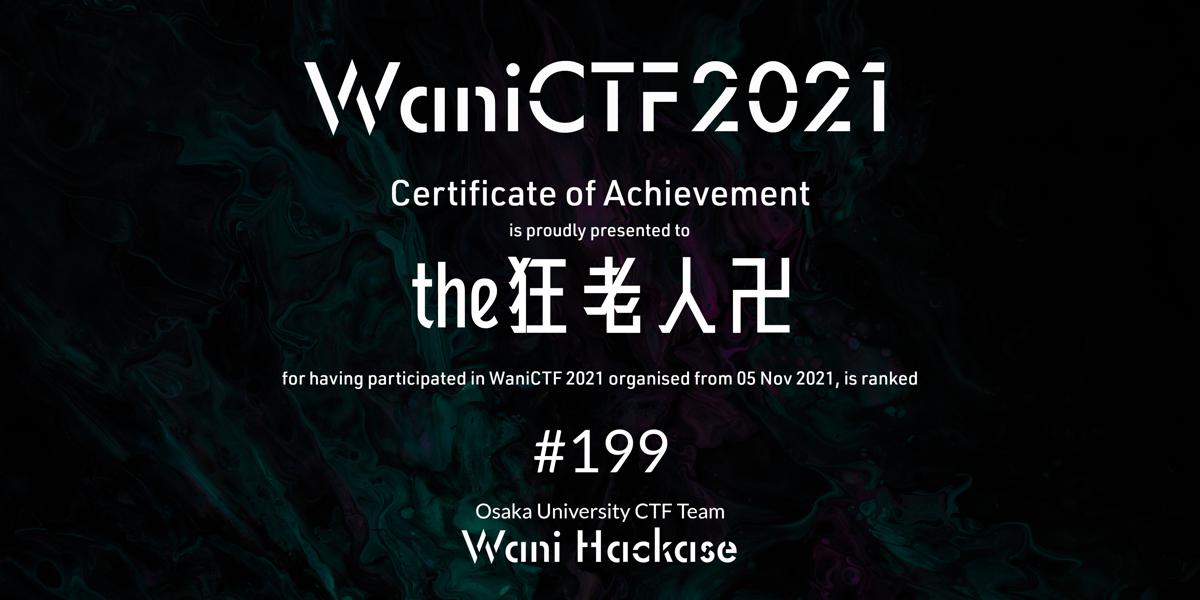 WaniCTF2021
Certificate of Achievement
is proudly presented to
the狂老人卍
for having participated in WaniCTF 2021 organised from 05 Nov 2021, is ranked
#199
Osaka University CTF Team
Wani Hackase